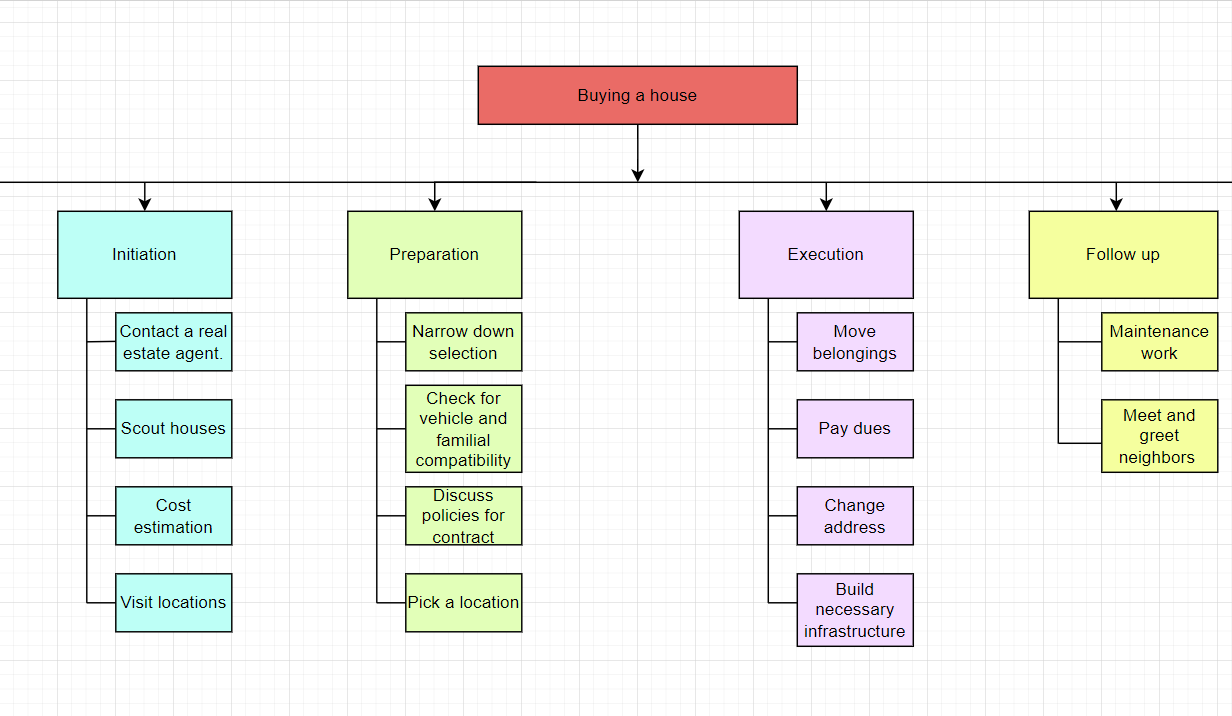 Buying a house
Initiation
Contact a real
estate agent.
Scout houses
Cost
estimation
Visit locations
Preparation
Narrow down
selection
Check for
vehicle and
familial
compatibility
Discuss
policies for
contract
Pick a location
Execution
Move
belongings
Pay dues
Change
address
Build
necessary
infrastructure
Follow up
Maintenance
work
Meet and
greet
neighbors